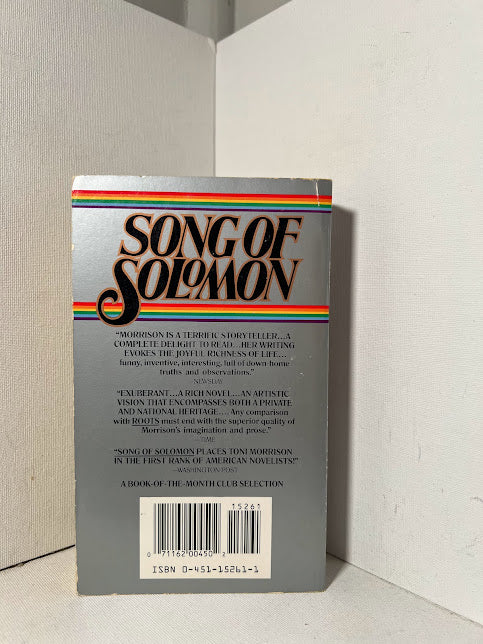 SONG OF
SOLOMON
"MORRISON IS A TERRIFIC STORYTELLER...A
COMPLETE DELIGHT TO READ...HER WRITING
EVOKES THE JOYFUL RICHNESS OF LIFE...
funny, inventive, interesting, full of down-home
truths and observations."
—NEWSDAY
"EXUBERANT...A RICH NOVEL...AN ARTISTIC
VISION THAT ENCOMPASSES BOTH A PRIVATE
AND NATIONAL HERITAGE.... Any comparison
with ROOTS must end with the superior quality of
Morrison's imagination and prose."
—TIME
"SONG OF SOLOMON PLACES TONI MORRISON
IN THE FIRST RANK OF AMERICAN NOVELISTS!"
—WASHINGTON POST
A BOOK-OF-THE-MONTH CLUB SELECTION
15261
0 71162 00450 2
ISBN 0-451-15261-1